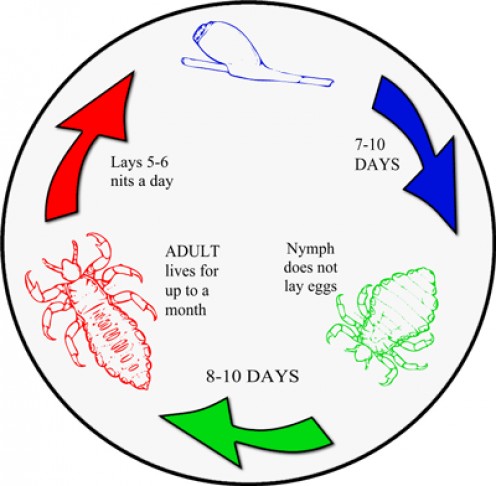 7-10
DAYS
Lays 5-6
nits a day
ADULT
lives for
up to a
month
Nymph
does not
lay eggs
8-10 DAYS